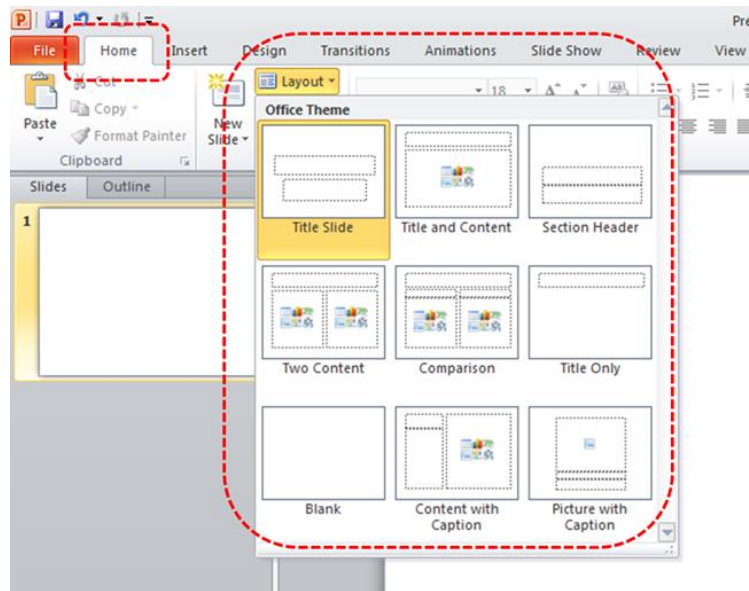 P
Pre
File Home Insert Design Transitions Animations Slide Show Review View
Cut
Copy
Format Painter
Paste
Clipboard
New
Slide
Layout
18
Slides Outline
1
Office Theme
Title Slide Title and Content Section Header
Two Content Comparison Title Only
Blank Content with Caption Picture with Caption